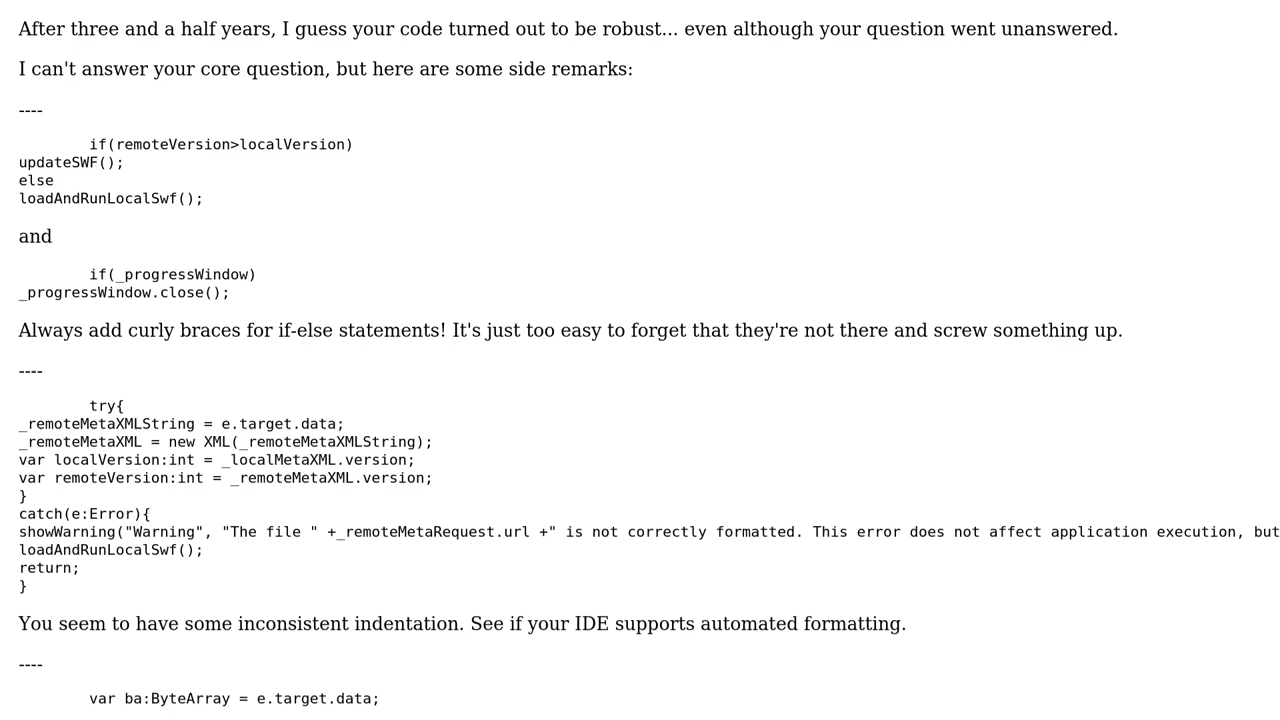 After three and a half years, I guess your code turned out to be robust... even although your question went unanswered.
I can't answer your core question, but here are some side remarks:
----
        if(remoteVersion>localVersion)
updateSWF();
else
loadAndRunLocalSwf();
and
        if(_progressWindow)
_progressWindow.close();
Always add curly braces for if-else statements! It's just too easy to forget that they're not there and screw something up.
----
        try{
_remoteMetaXMLString = e.target.data;
_remoteMetaXML = new XML(_remoteMetaXMLString);
var localVersion:int = _localMetaXML.version;
var remoteVersion:int = _remoteMetaXML.version;
}
catch(e:Error){
showWarning("Warning", "The file " +_remoteMetaRequest.url +" is not correctly formatted. This error does not affect application execution, but
loadAndRunLocalSwf();
return;
}
You seem to have some inconsistent indentation. See if your IDE supports automated formatting.
----
        var ba:ByteArray = e.target.data;